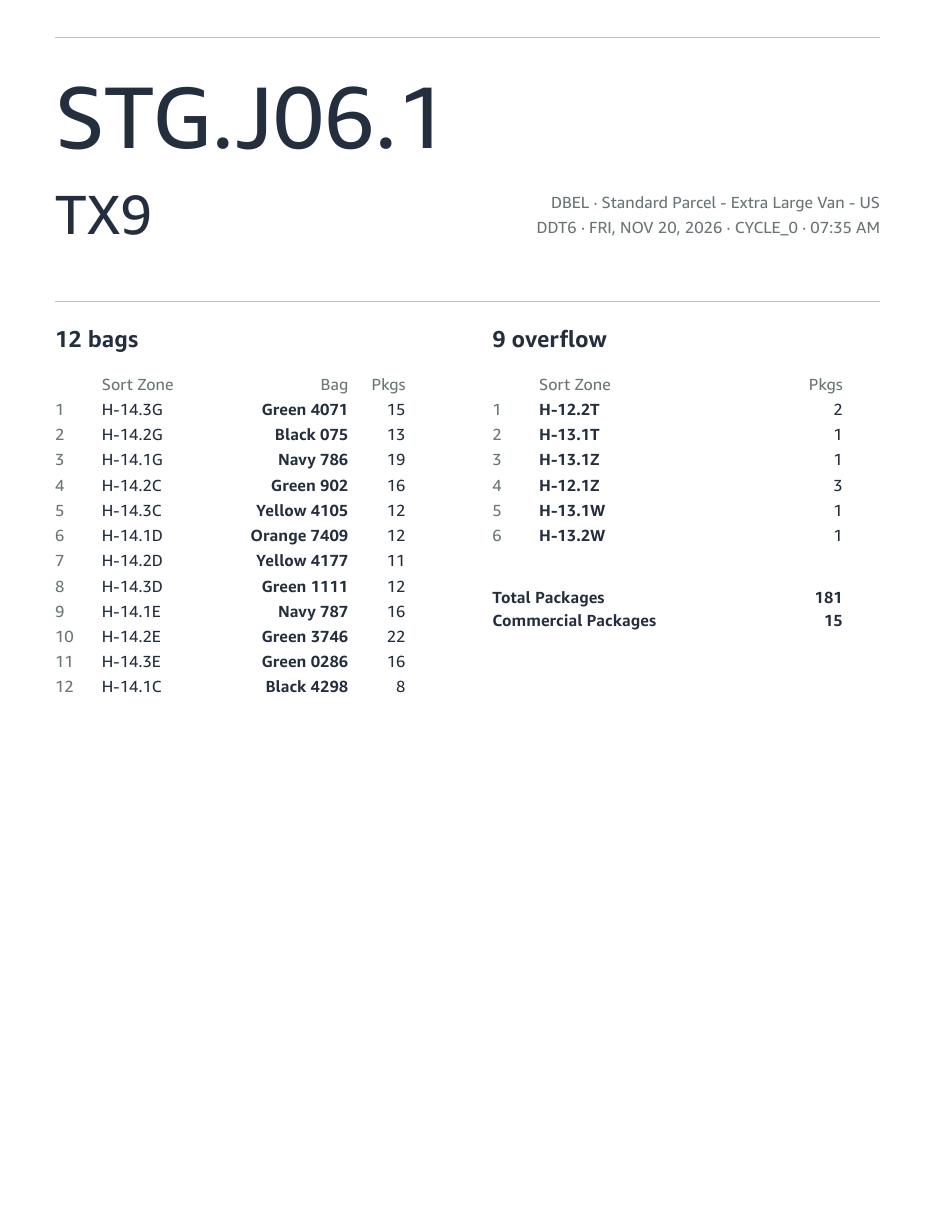 STG.J06.1
TX9
DBEL · Standard Parcel - Extra Large Van - US
DDT6 · FRI, NOV 20, 2026 · CYCLE_0 · 07:35 AM
12 bags
Sort Zone Bag Pkgs
1 H-14.3G Green 4071 15
2 H-14.2G Black 075 13
3 H-14.1G Navy 786 19
4 H-14.2C Green 902 16
5 H-14.3C Yellow 4105 12
6 H-14.1D Orange 7409 12
7 H-14.2D Yellow 4177 11
8 H-14.3D Green 1111 12
9 H-14.1E Navy 787 16
10 H-14.2E Green 3746 22
11 H-14.3E Green 0286 16
12 H-14.1C Black 4298 8
9 overflow
Sort Zone Pkgs
1 H-12.2T 2
2 H-13.1T 1
3 H-13.1Z 1
4 H-12.1Z 3
5 H-13.1W 1
6 H-13.2W 1
Total Packages 181
Commercial Packages 15